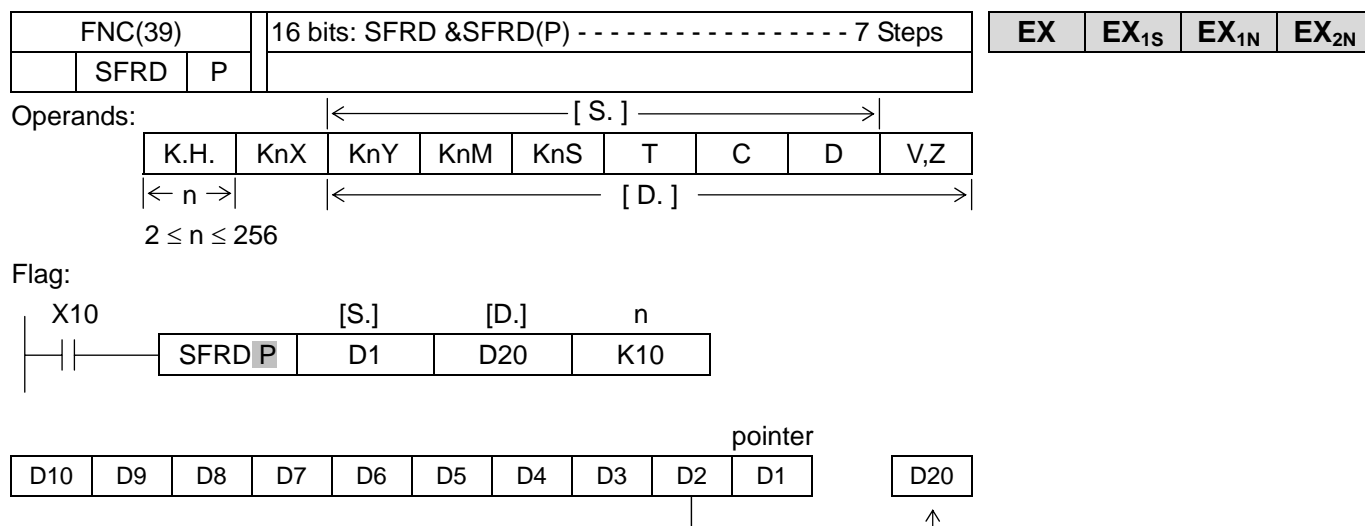 FNC(39) 16 bits: SFRD &SFRD(P) - - - - - - - - - - - - - - - - - 7 Steps EX EX1S EX1N EX2N
SFRD P
Operands: [ S. ]
K.H. KnX KnY KnM KnS T C D V,Z
n [ D. ]
2 ≤ n ≤ 256
Flag:
X10 [S.] [D.] n
SFRD P D1 D20 K10
pointer
D10 D9 D8 D7 D6 D5 D4 D3 D2 D1 D20